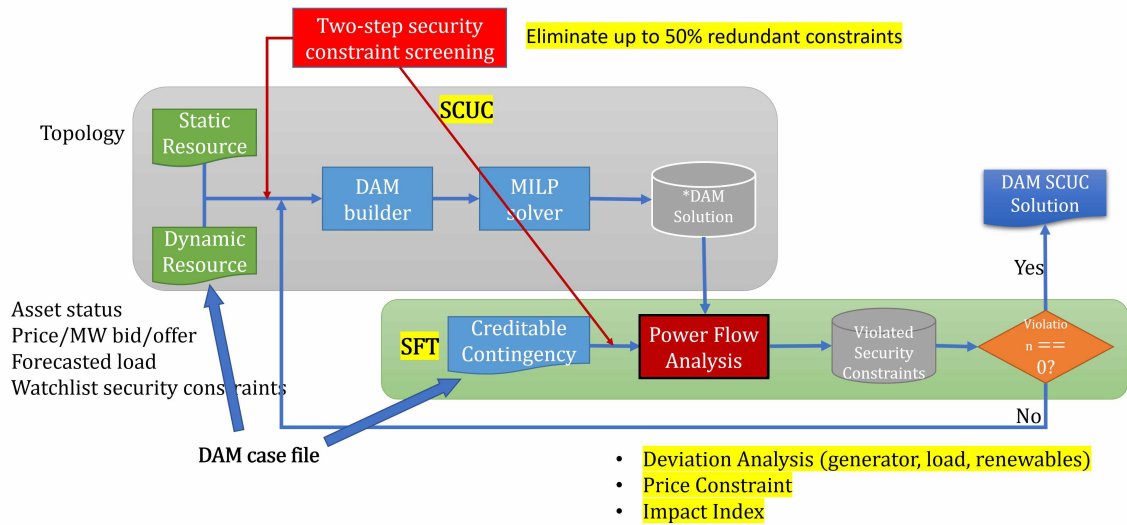 Two-step security
constraint screening
Eliminate up to 50% redundant constraints
SCUC
Topology
Static
Resource
DAM
builder
MILP
solver
*DAM
Solution
DAM SCUC
Solution
Dynamic
Resource
Yes
Asset status
Price/MW bid/offer
Forecasted load
Watchlist security constraints
SFT
Creditable
Contingency
Power Flow
Analysis
Violated
Security
Constraints
Violatio
n ==
0?
No
DAM case file
• Deviation Analysis (generator, load, renewables)
• Price Constraint
• Impact Index